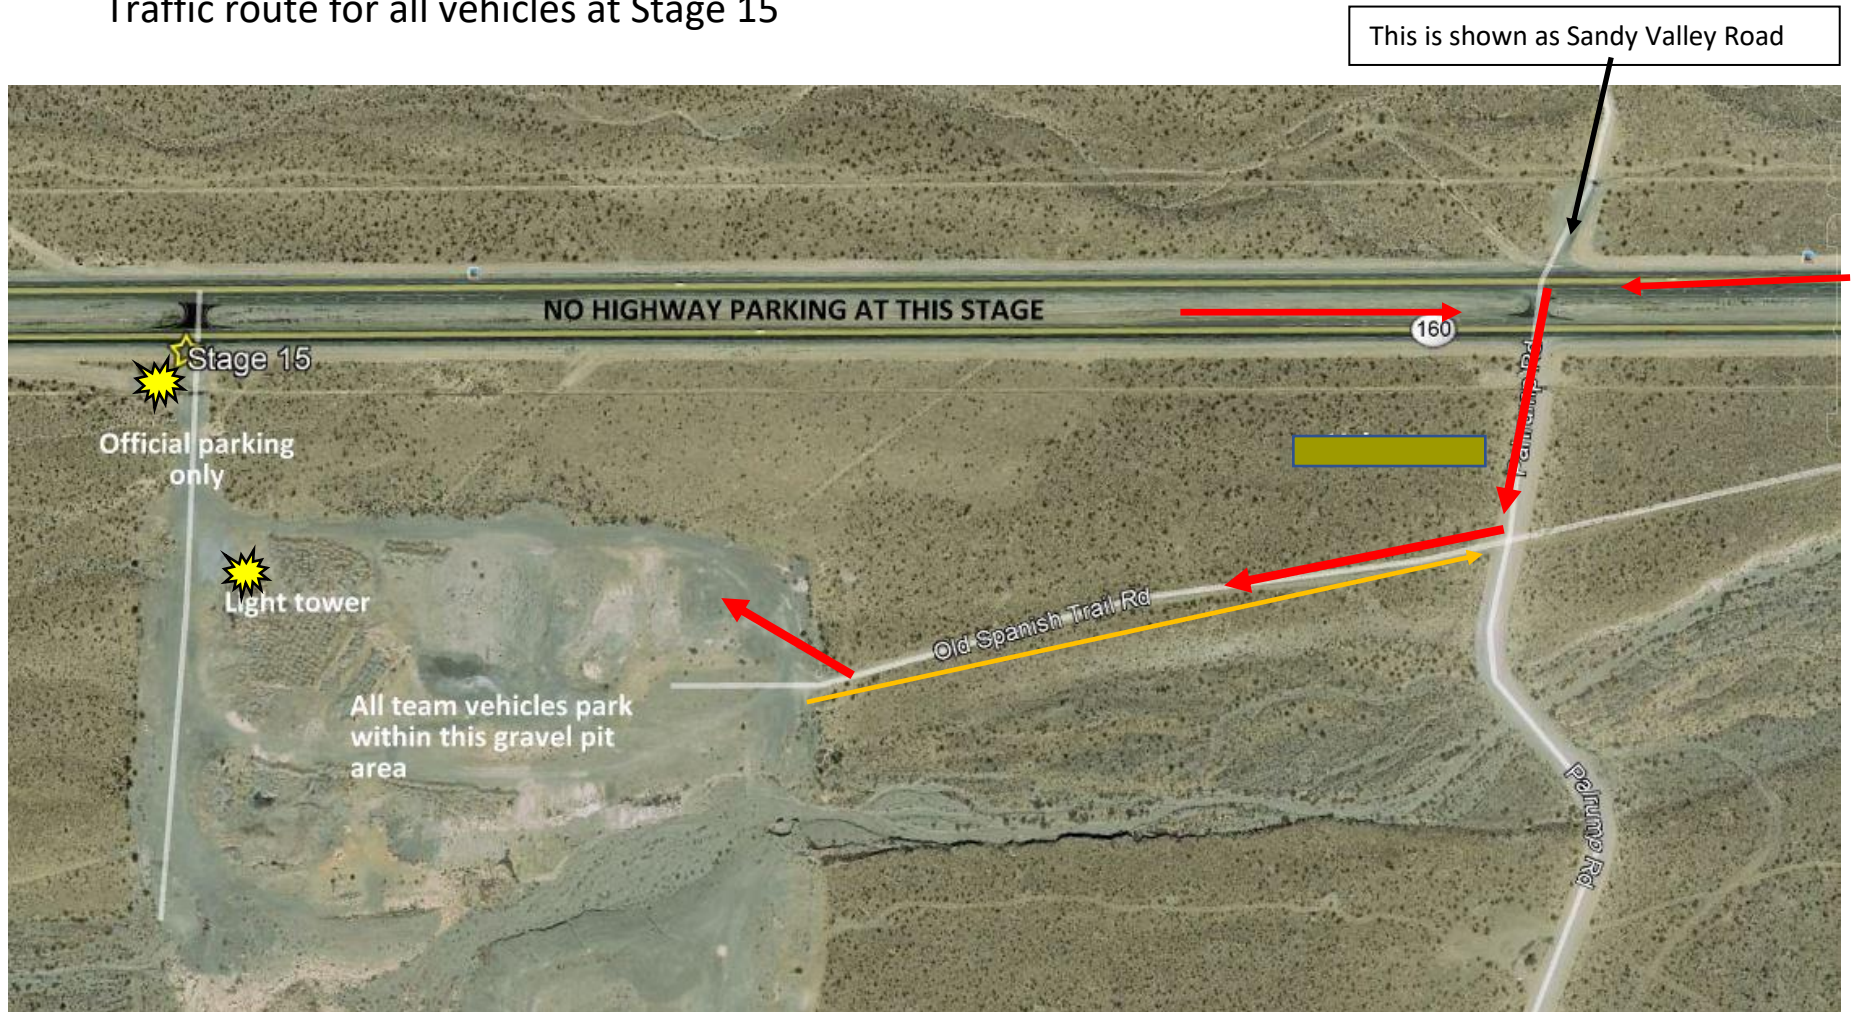 Traffic route for all vehicles at Stage 15
This is shown as Sandy Valley Road
NO HIGHWAY PARKING AT THIS STAGE
160
Stage 15
Pahrump Rd
Official parking
only
Light tower
Old Spanish Trail Rd
All team vehicles park
within this gravel pit
area
Pahrump Rd